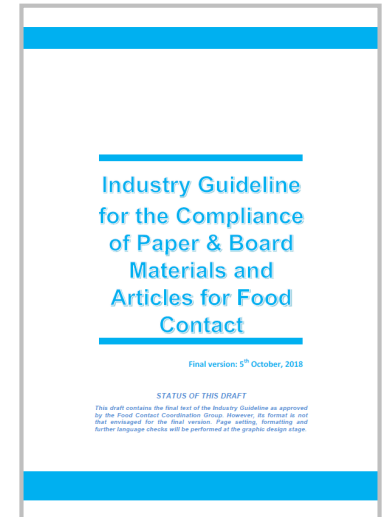 Industry Guideline
for the Compliance
of Paper & Board
Materials and
Articles for Food
Contact
Final version: 5th October, 2018
STATUS OF THIS DRAFT
This draft contains the final text of the Industry Guideline as approved
by the Food Contact Coordination Group. However, its format is not
that envisaged for the final version. Page setting, formatting and
further language checks will be performed at the graphic design stage.